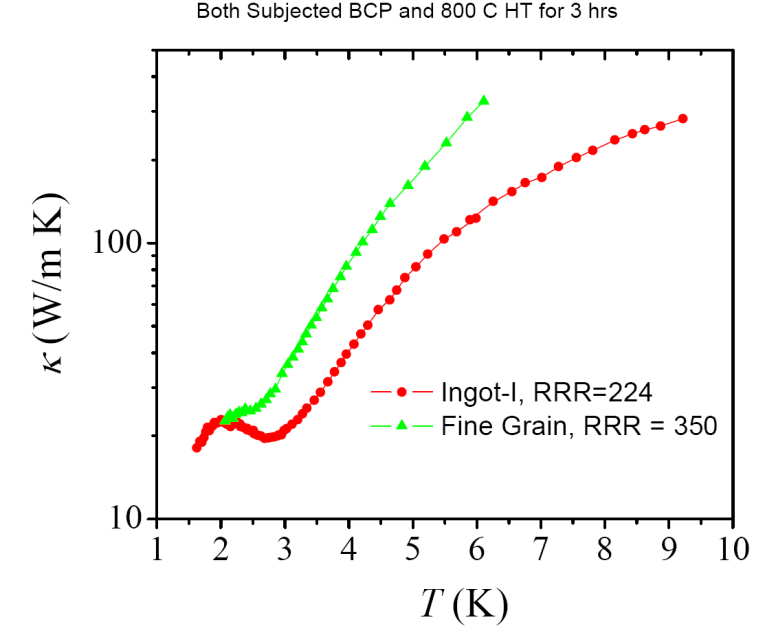 Both Subjected BCP and 800 C HT for 3 hrs
κ (W/m K)
100
10
Ingot-I, RRR=224
Fine Grain, RRR = 350
1 2 3 4 5 6 7 8 9 10
T (K)